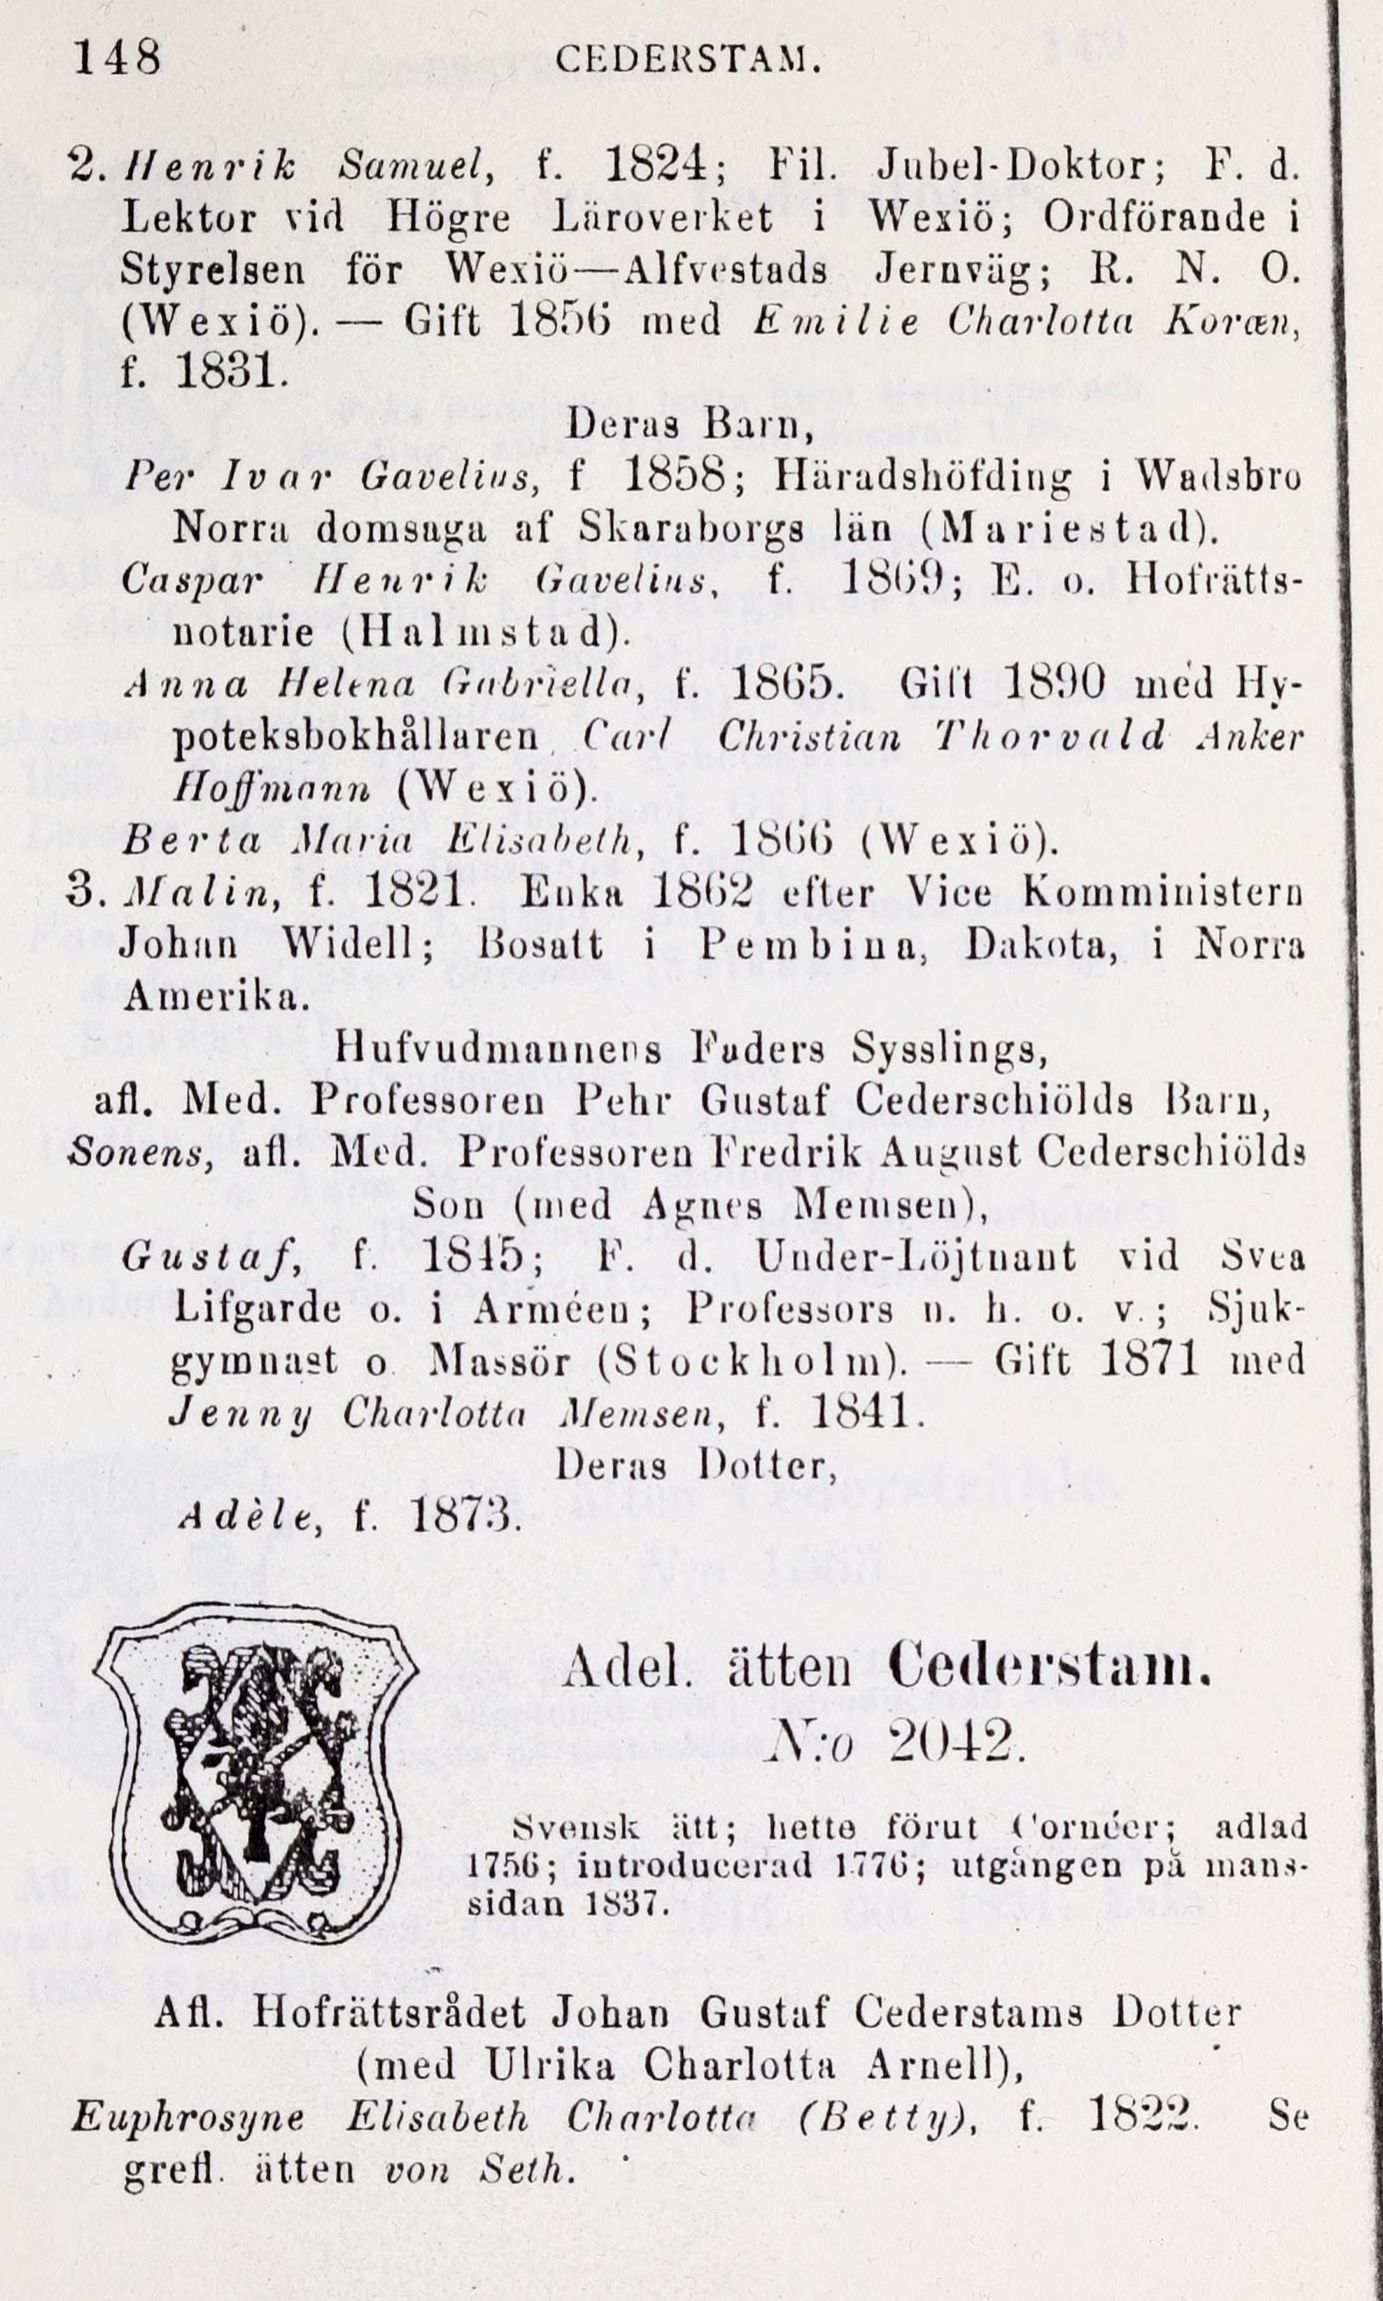 148
CEDERSTAM.
2. Henrik Samuel, f. 1824; Fil. Jubel-Doktor; F. d.
Lektor vid Högre Läroverket i Wexiö; Ordförande i
Styrelsen för Wexiö—Alfvestads Jernväg; R. N. O.
(Wexiö). — Gift 1856 med Emilie Charlotta Koræn,
f. 1831.
Deras Barn,
Per Ivar Gavelius, f 1858; Häradshöfding i Wadsbro
Norra domsaga af Skaraborgs län (Mariestad).
Caspar Henrik Gavelius, f. 1869; E. o. Hofrätts-
notarie (Halmstad).
Anna Helena Gabriella, f. 1865. Gift 1890 med Hy-
poteksbokhållaren Carl Christian Thorvald Anker
Hoffmann (Wexiö).
Berta Maria Elisabeth, f. 1866 (Wexiö).
3. Malin, f. 1821. Enka 1862 efter Vice Komministern
Johan Widell; Bosatt i Pembina, Dakota, i Norra
Amerika.
Hufvudmannens Faders Sysslings,
afl. Med. Professoren Pehr Gustaf Cederschiölds Barn,
Sonens, afl. Med. Professoren Fredrik August Cederschiölds
Son (med Agnes Memsen),
Gustaf, f. 1845; F. d. Under-Löjtnant vid Svea
Lifgarde o. i Arméen; Professors n. h. o. v.; Sjuk-
gymnast o Massör (Stockholm). — Gift 1871 med
Jenny Charlotta Memsen, f. 1841.
Deras Dotter,
Adèle, f. 1873.
Adel. ätten Cederstam.
N:o 2042.
Svensk ätt; hette förut Cornéer; adlad
1756; introducerad 1776; utgången på mans-
sidan 1837.
Afl. Hofrättsrådet Johan Gustaf Cederstams Dotter
(med Ulrika Charlotta Arnell),
Euphrosyne Elisabeth Charlotta (Betty), f. 1822. Se
grefl. ätten von Seth.